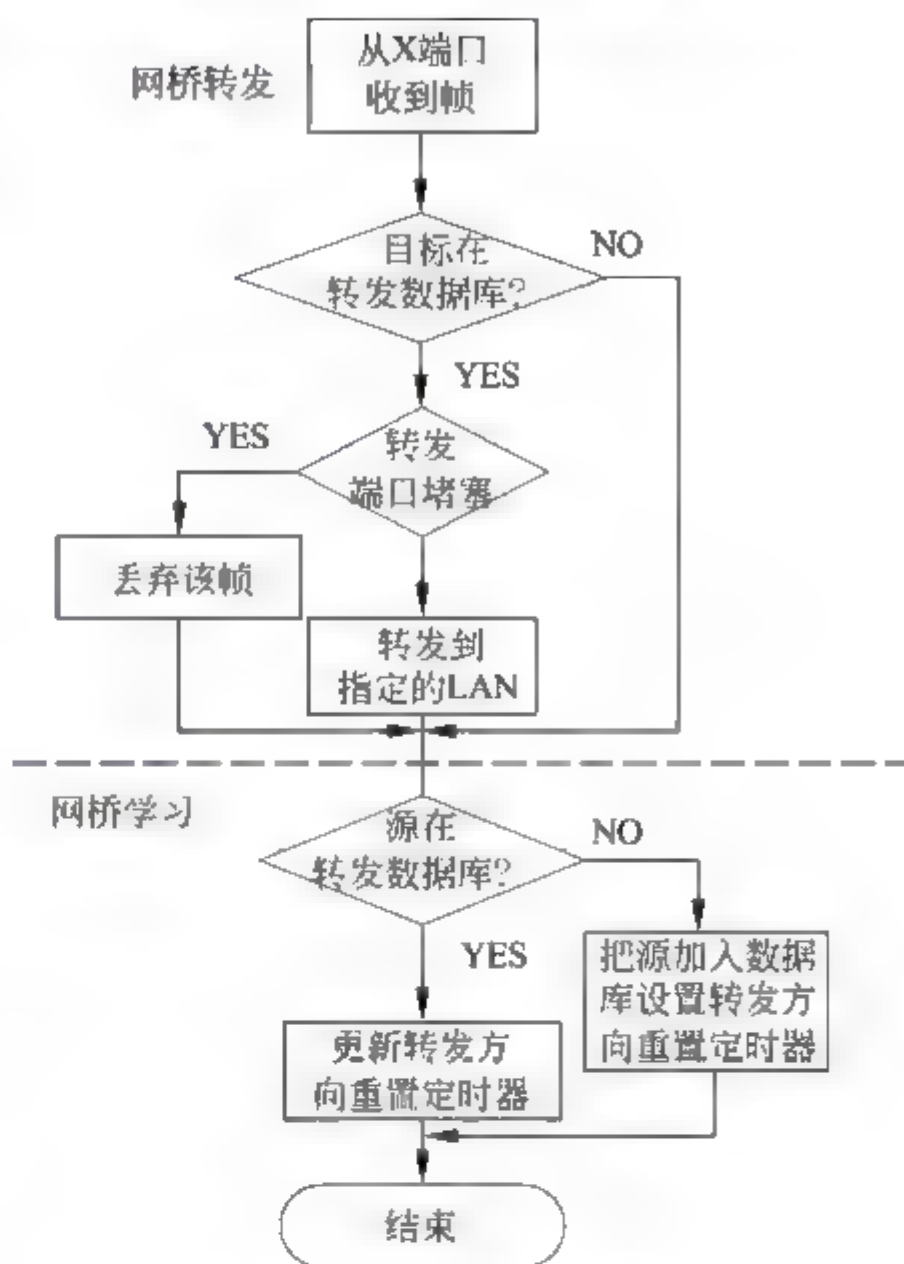 网桥转发
从X端口
收到帧
目标在
转发数据库?
NO
YES
转发
端口堵塞
YES
丢弃该帧
转发到
指定的LAN
网桥学习
源在
转发数据库?
NO
YES
把源加入数据
库设置转发方
向重置定时器
更新转发方
向重置定时器
结束